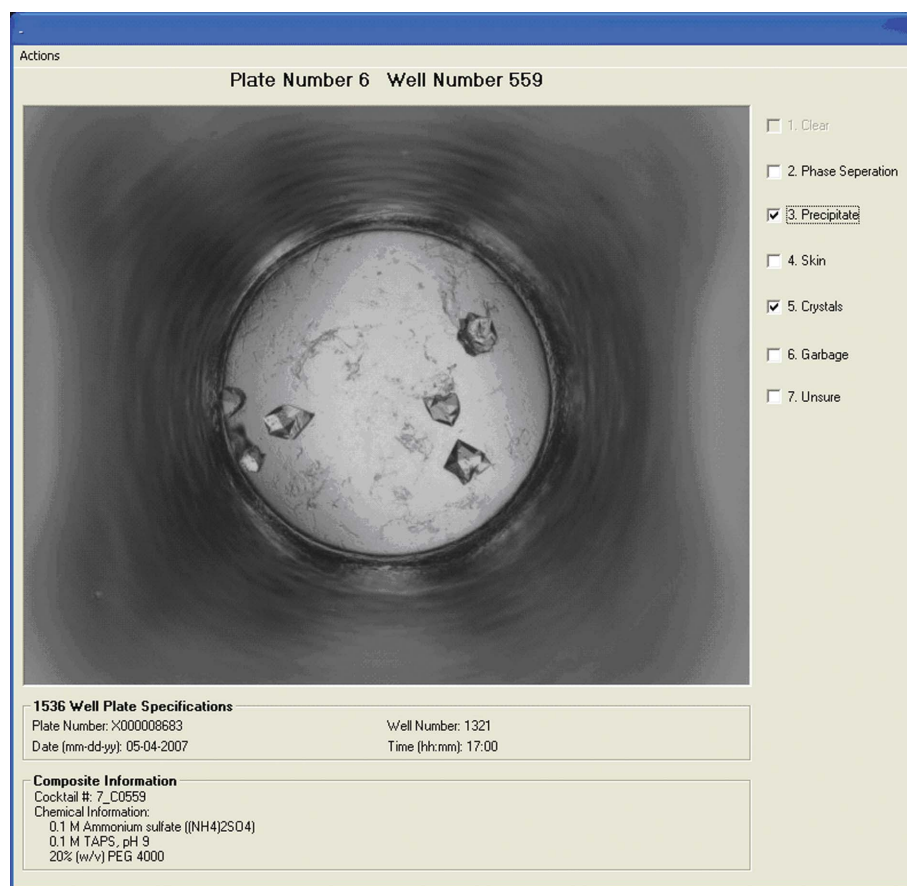 Actions
Plate Number 6 Well Number 559
1. Clear
2. Phase Seperation
3. Precipitate
4. Skin
5. Crystals
6. Garbage
7. Unsure
1536 Well Plate Specifications
Plate Number: X000008683 Well Number: 1321
Date (mm-dd-yy): 05-04-2007 Time (hh:mm): 17:00
Composite Information
Cocktail #: 7_C0559
Chemical Information:
0.1 M Ammonium sulfate ((NH4)2SO4)
0.1 M TAPS, pH 9
20% (w/v) PEG 4000